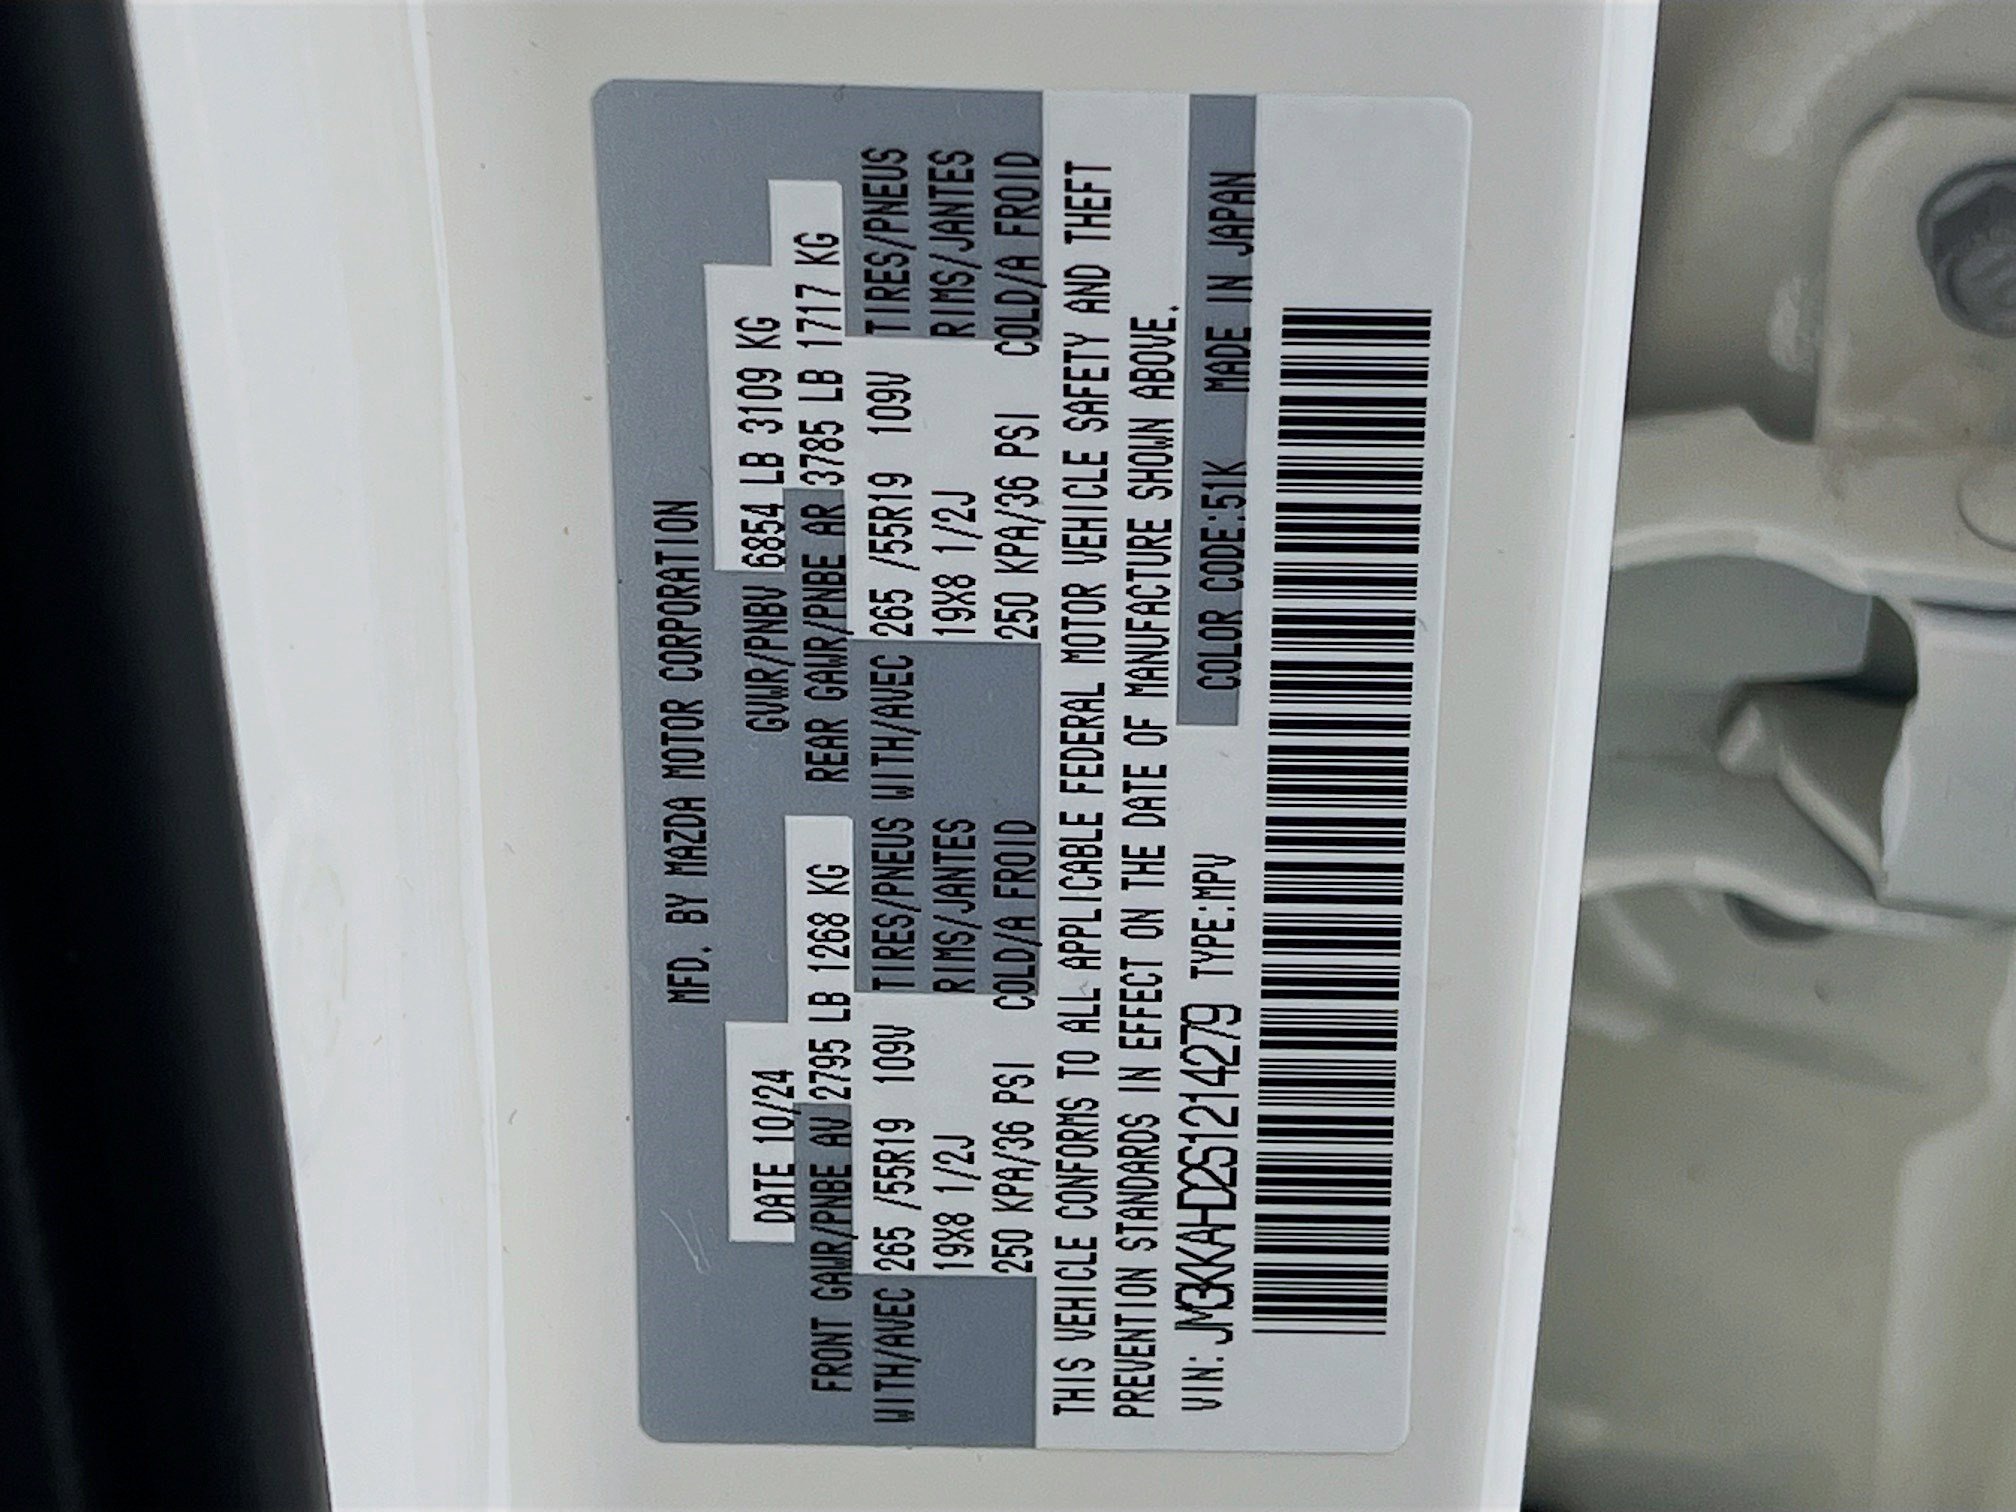 MFD. BY MAZDA MOTOR CORPORATION
DATE 10/24 GVWR/PNBV 6854 LB 3109 KG
FRONT GAWR/PNBE AV 2795 LB 1268 KG REAR GAWR/PNBE AR 3785 LB 1717 KG
WITH/AVEC 265 /55R19 109V TIRES/PNEUS WITH/AVEC 265 /55R19 109V TIRES/PNEUS
19X8 1/2J RIMS/JANTES 19X8 1/2J RIMS/JANTES
250 KPA/36 PSI COLD/A FROID 250 KPA/36 PSI COLD/A FROID
THIS VEHICLE CONFORMS TO ALL APPLICABLE FEDERAL MOTOR VEHICLE SAFETY AND THEFT
PREVENTION STANDARDS IN EFFECT ON THE DATE OF MANUFACTURE SHOWN ABOVE.
VIN: JM3KKAHD2S1214279 TYPE:MPV COLOR CODE:51K MADE IN JAPAN